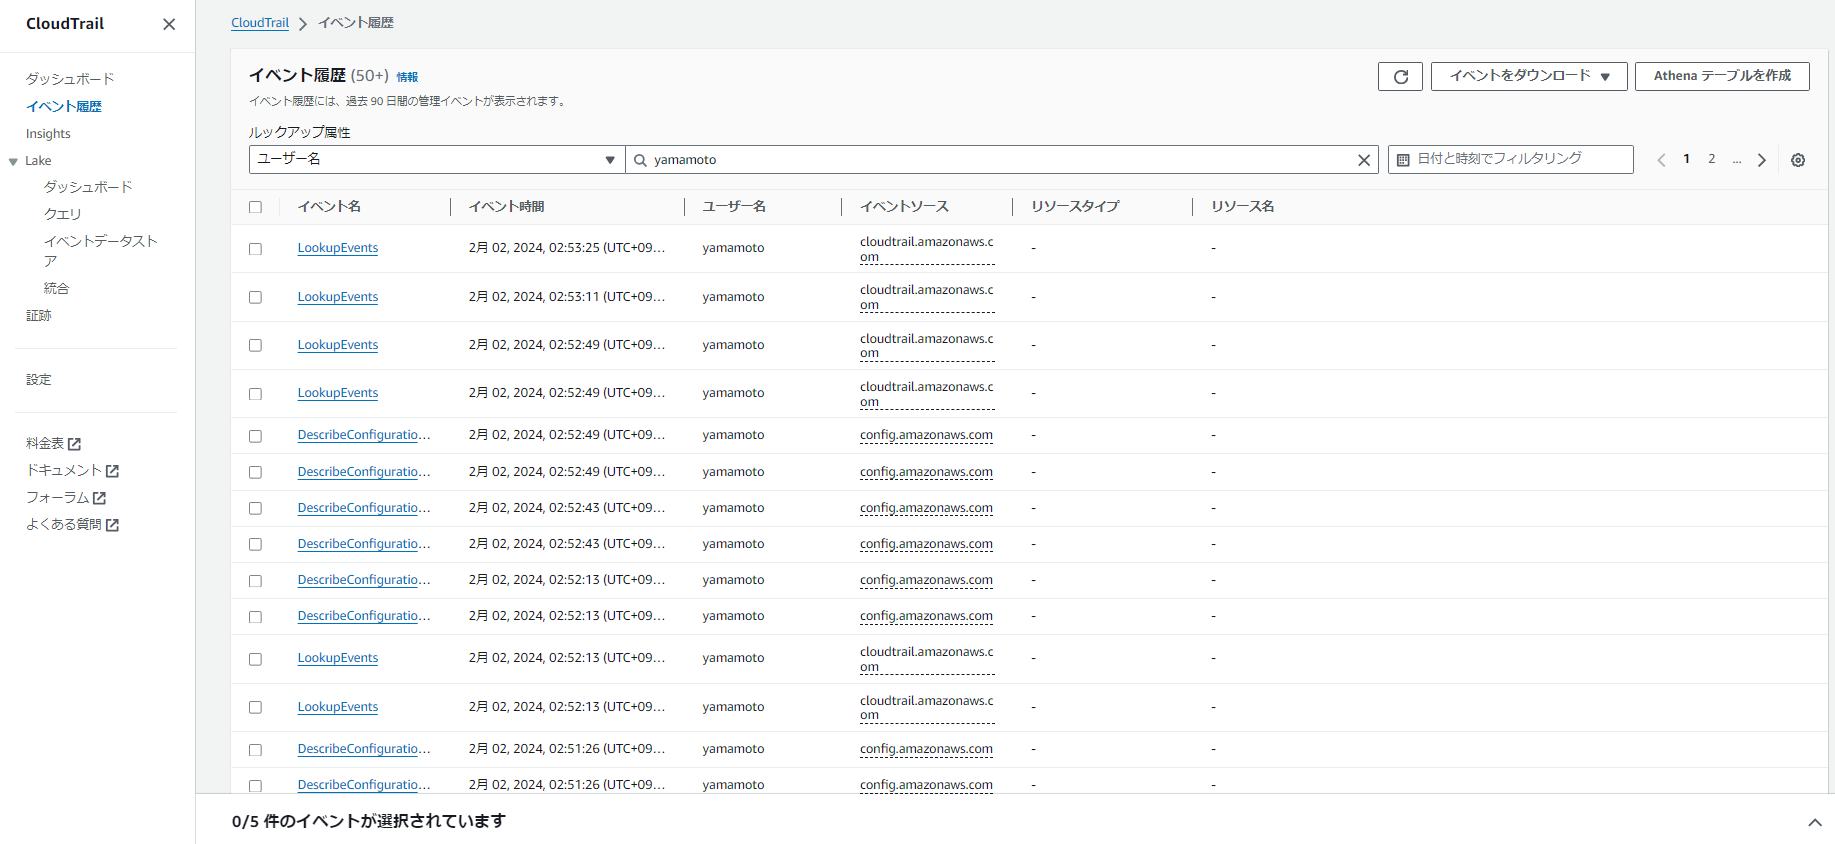 CloudTrail
ダッシュボード
イベント履歴
Insights
Lake
ダッシュボード
クエリ
イベントデータスト
ア
統合
証跡
設定
料金表
ドキュメント
フォーラム
よくある質問
CloudTrail イベント履歴
イベント履歴 (50+) 情報
イベント履歴には、過去 90 日間の管理イベントが表示されます。
イベントをダウンロード
Athena テーブルを作成
ルックアップ属性
ユーザー名 yamamoto 日付と時刻でフィルタリング 1 2 ...
イベント名 イベント時間 ユーザー名 イベントソース リソースタイプ リソース名
LookupEvents 2月 02, 2024, 02:53:25 (UTC+09... yamamoto cloudtrail.amazonaws.c
om - -
LookupEvents 2月 02, 2024, 02:53:11 (UTC+09... yamamoto cloudtrail.amazonaws.c
om - -
LookupEvents 2月 02, 2024, 02:52:49 (UTC+09... yamamoto cloudtrail.amazonaws.c
om - -
LookupEvents 2月 02, 2024, 02:52:49 (UTC+09... yamamoto cloudtrail.amazonaws.c
om - -
DescribeConfiguratio... 2月 02, 2024, 02:52:49 (UTC+09... yamamoto config.amazonaws.com - -
DescribeConfiguratio... 2月 02, 2024, 02:52:49 (UTC+09... yamamoto config.amazonaws.com - -
DescribeConfiguratio... 2月 02, 2024, 02:52:43 (UTC+09... yamamoto config.amazonaws.com - -
DescribeConfiguratio... 2月 02, 2024, 02:52:43 (UTC+09... yamamoto config.amazonaws.com - -
DescribeConfiguratio... 2月 02, 2024, 02:52:13 (UTC+09... yamamoto config.amazonaws.com - -
DescribeConfiguratio... 2月 02, 2024, 02:52:13 (UTC+09... yamamoto config.amazonaws.com - -
LookupEvents 2月 02, 2024, 02:52:13 (UTC+09... yamamoto cloudtrail.amazonaws.c
om - -
LookupEvents 2月 02, 2024, 02:52:13 (UTC+09... yamamoto cloudtrail.amazonaws.c
om - -
DescribeConfiguratio... 2月 02, 2024, 02:51:26 (UTC+09... yamamoto config.amazonaws.com - -
DescribeConfiguratio... 2月 02, 2024, 02:51:26 (UTC+09... yamamoto config.amazonaws.com - -
0/5 件のイベントが選択されています